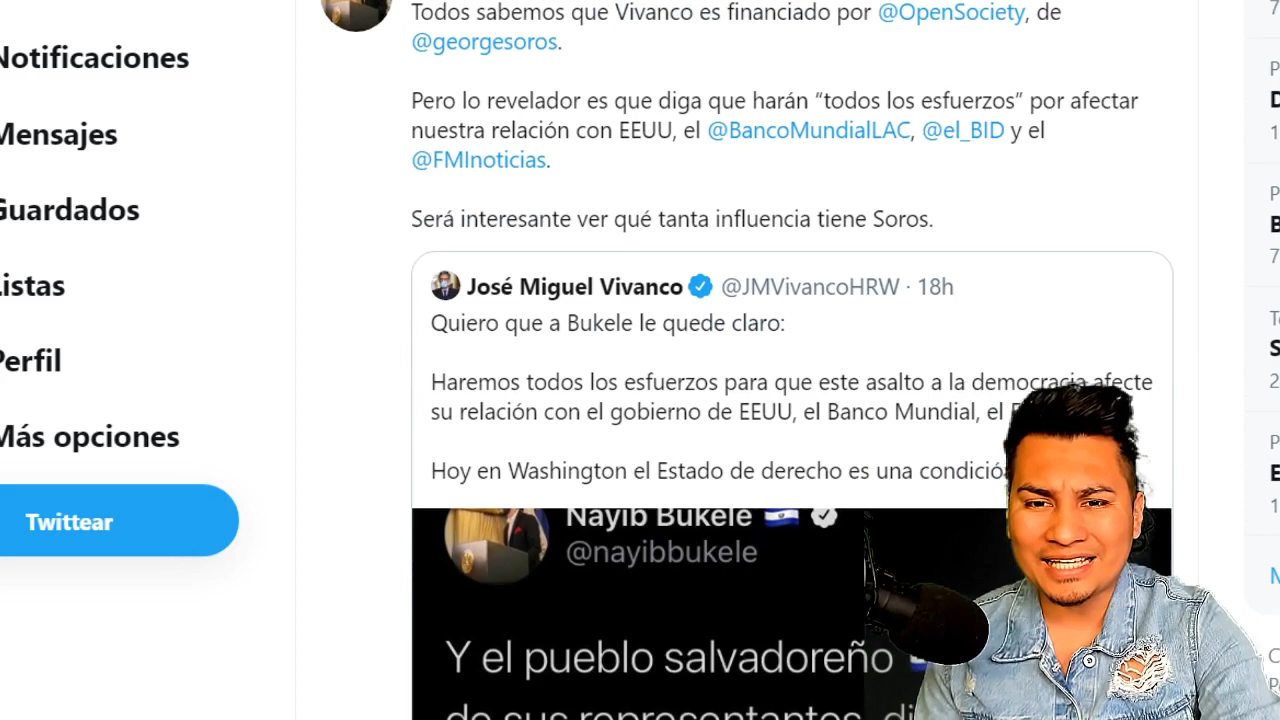 Notificaciones
Mensajes
Guardados
Listas
Perfil
Más opciones
Twittear
Todos sabemos que Vivanco es financiado por @OpenSociety, de
@georgesoros.
Pero lo revelador es que diga que harán “todos los esfuerzos” por afectar
nuestra relación con EEUU, el @BancoMundialLAC, @el_BID y el
@FMInoticias.
Será interesante ver qué tanta influencia tiene Soros.
José Miguel Vivanco @JMVivancoHRW · 18h
Quiero que a Bukele le quede claro:
Haremos todos los esfuerzos para que este asalto a la democracia afecte
su relación con el gobierno de EEUU, el Banco Mundial, el
Hoy en Washington el Estado de derecho es una
Nayib Bukele
@nayibbukele
Y el pueblo salvadoreño
de sus representantes,